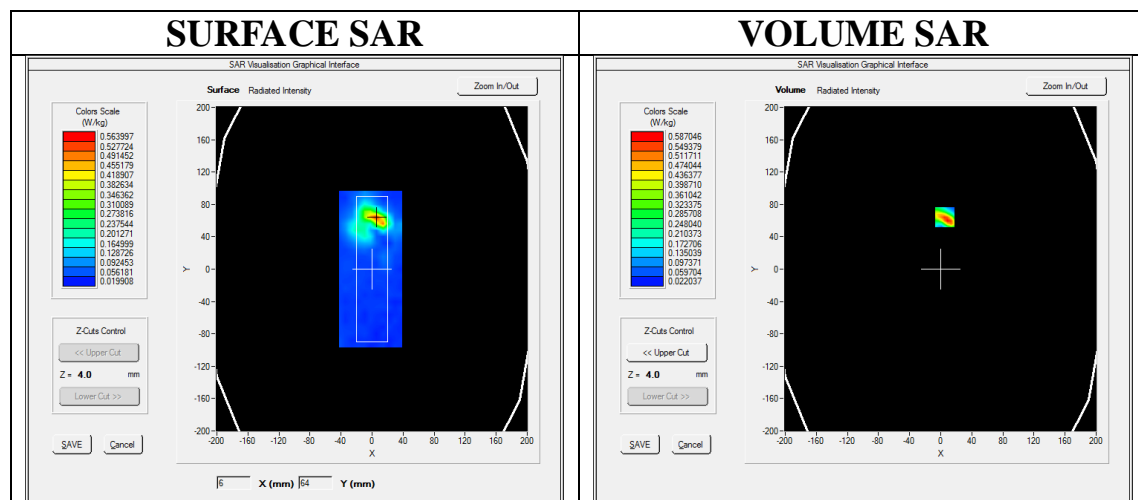 SURFACE SAR
SAR Visualisation Graphical Interface
Surface Radiated Intensity
Zoom In/Out
Colors Scale
(W/kg)
0.563997
0.527724
0.491452
0.455179
0.418907
0.382634
0.346362
0.310089
0.273816
0.237544
0.201271
0.164999
0.128726
0.092453
0.056181
0.019908
Z-Cuts Control
<< Upper Cut
Z = 4.0 mm
Lower Cut >>
SAVE Cancel
200
160
120
80
40
0
-40
-80
-120
-160
-200
Y
-200 -160 -120 -80 -40 0 40 80 120 160 200
X
6 X (mm) 64 Y (mm)
VOLUME SAR
SAR Visualisation Graphical Interface
Volume Radiated Intensity
Zoom In/Out
Colors Scale
(W/kg)
0.587046
0.549379
0.511711
0.474044
0.436377
0.398710
0.361042
0.323375
0.285708
0.248040
0.210373
0.172706
0.135039
0.097371
0.059704
0.022037
Z-Cuts Control
<< Upper Cut
Z = 4.0 mm
Lower Cut >>
SAVE Cancel
200
160
120
80
40
0
-40
-80
-120
-160
-200
Y
-200 -160 -120 -80 -40 0 40 80 120 160 200
X